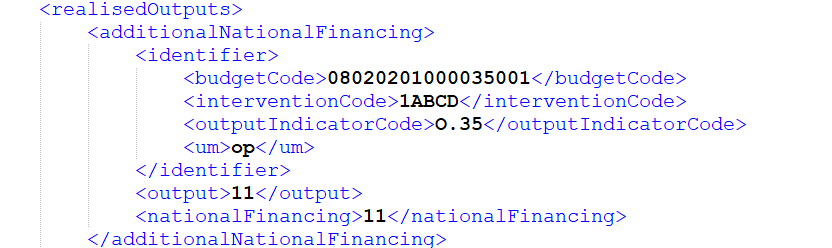 <realisedOutputs>
<additionalNationalFinancing>
<identifier>
<budgetCode>08020201000035001</budgetCode>
<interventionCode>1ABCD</interventionCode>
<outputIndicatorCode>O.35</outputIndicatorCode>
<um>op</um>
</identifier>
<output>11</output>
<nationalFinancing>11</nationalFinancing>
</additionalNationalFinancing>